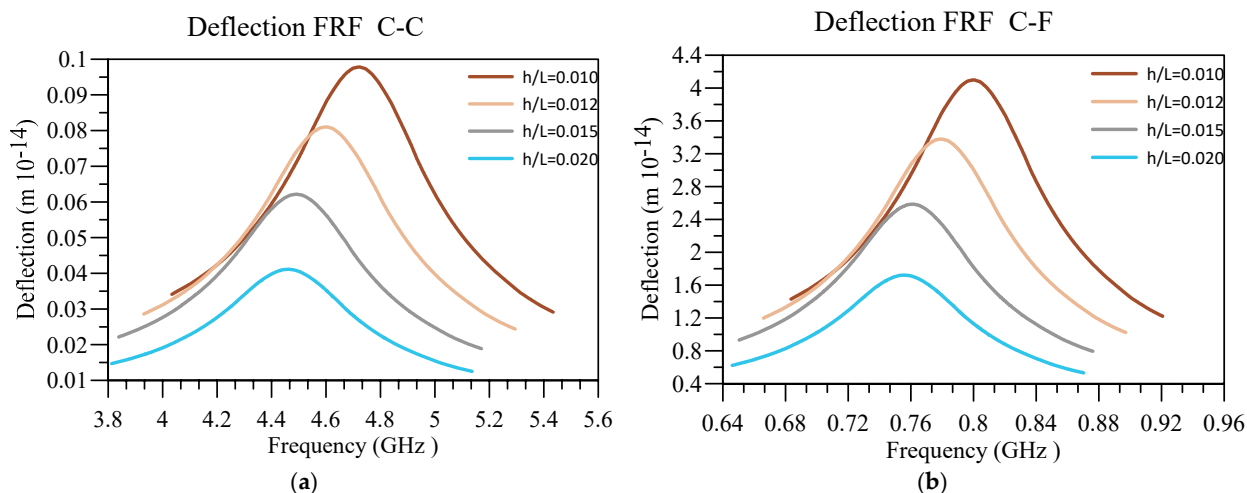 Deflection FRF C-C
Deflection (m 10-14)
0.1
0.09
0.08
0.07
0.06
0.05
0.04
0.03
0.02
0.01
h/L=0.010
h/L=0.012
h/L=0.015
h/L=0.020
3.8 4 4.2 4.4 4.6 4.8 5 5.2 5.4 5.6
Frequency (GHz )
(a)
Deflection FRF C-F
Deflection (m 10-14)
4.4
4
3.6
3.2
2.8
2.4
2
1.6
1.2
0.8
0.4
h/L=0.010
h/L=0.012
h/L=0.015
h/L=0.020
0.64 0.68 0.72 0.76 0.8 0.84 0.88 0.92 0.96
Frequency (GHz )
(b)